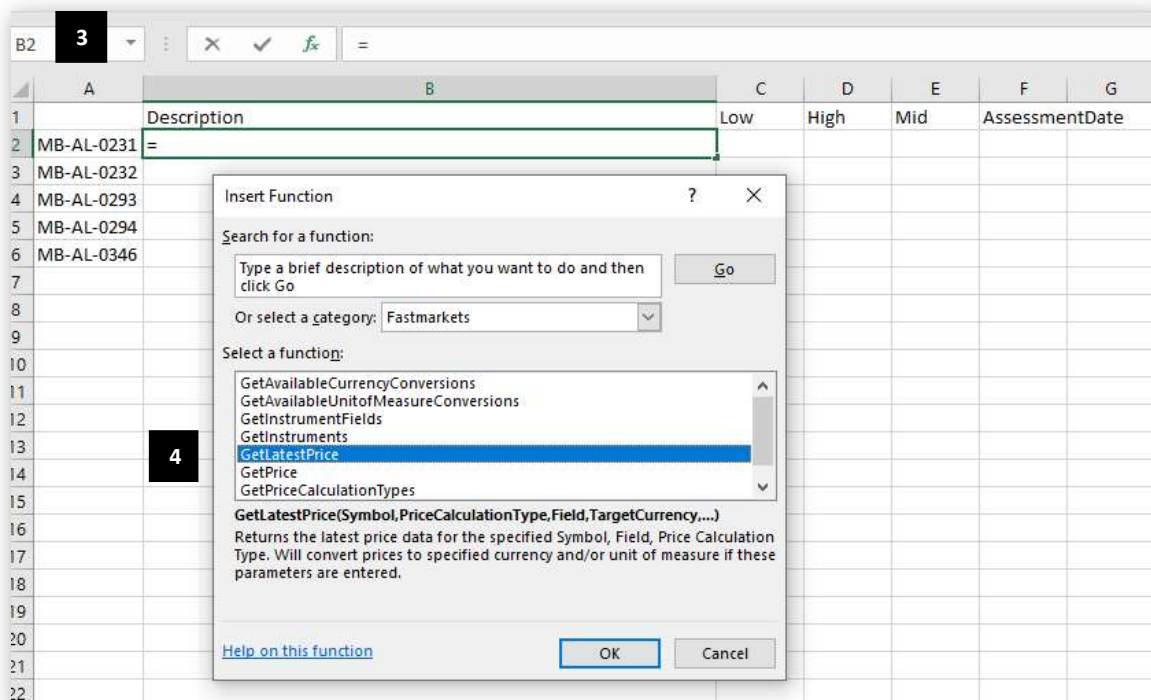 B2 3 fx =
A B C D E F G
1 Description Low High Mid AssessmentDate
2 MB-AL-0231 =
3 MB-AL-0232
4 MB-AL-0293
5 MB-AL-0294
6 MB-AL-0346
7
8
9
10
11
12
13
14
15
16
17
18
19
20
21
22
Insert Function ? X
Search for a function:
Type a brief description of what you want to do and then
click Go
Go
Or select a category: Fastmarkets
Select a function:
GetAvailableCurrencyConversions
GetAvailableUnitofMeasureConversions
GetInstrumentFields
GetInstruments
4 GetLatestPrice
GetPrice
GetPriceCalculationTypes
GetLatestPrice(Symbol,PriceCalculationType,Field,TargetCurrency,...)
Returns the latest price data for the specified Symbol, Field, Price Calculation
Type. Will convert prices to specified currency and/or unit of measure if these
parameters are entered.
Help on this function OK Cancel